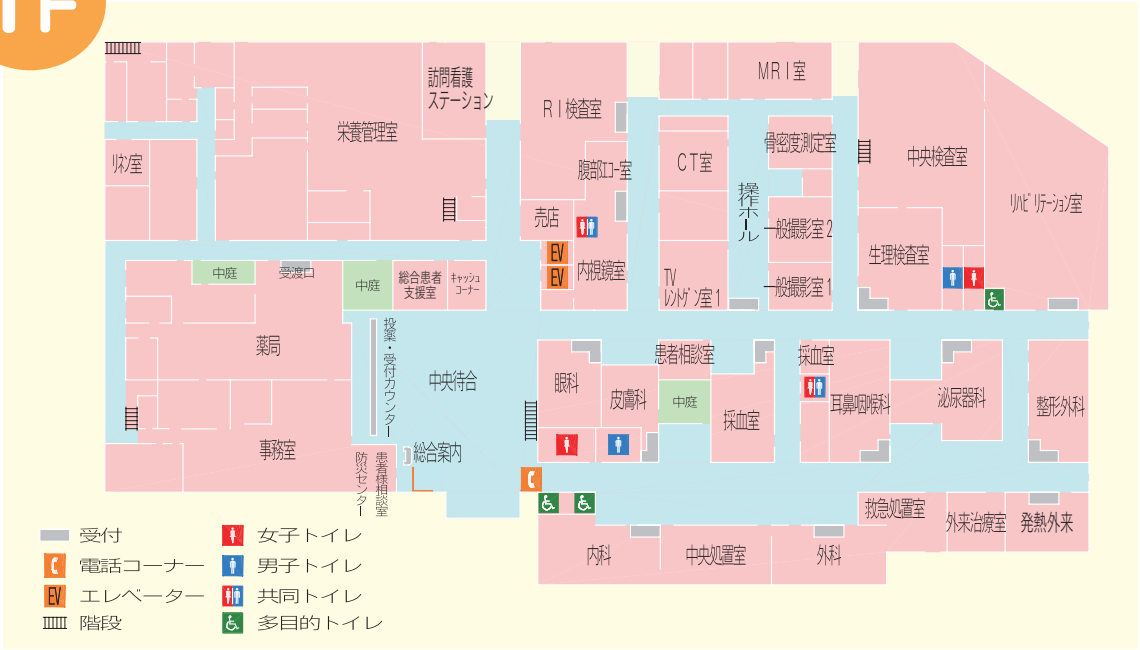 1F
訪問看護
ステーション
栄養管理室
リネン室
RI検査室
腹部エコー室
売店
EV
EV
内視鏡室
MRI室
CT室
骨密度測定室
操作ホール
一般撮影室2
一般撮影室1
TV
レントゲン室1
中央検査室
リハビリテーション室
生理検査室
中庭
受渡口
中庭
総合患者
支援室
キャッシュ
コーナー
薬局
投薬・受付カウンター
中央待合
事務室
総合案内
患者様相談室
防災センター
眼科
皮膚科
患者相談室
中庭
採血室
採血室
耳鼻咽喉科
泌尿器科
整形外科
内科
中央処置室
外科
救急処置室
外来治療室
発熱外来
受付
電話コーナー
EV エレベーター
階段
女子トイレ
男子トイレ
共同トイレ
多目的トイレ